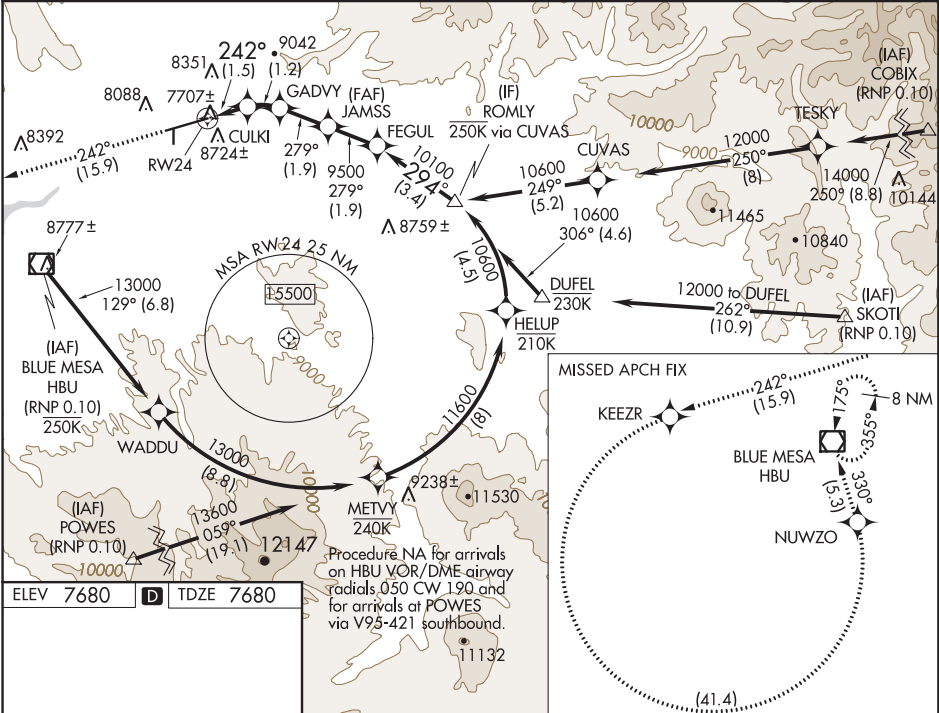 8351
242°
(1.5)
9042
(1.2)
8088
7707±
GADVY
(FAF)
JAMSS
8392
CULKI
RW24
8724±
FEGUL
242°
(15.9)
279°
(1.9)
9500
279°
(1.9)
10100
294°
(3.4)
(IF)
ROMLY
250K via CUVAS
8759±
CUVAS
10600
249°
(5.2)
10000
9000
TESKY
12000
250°
(8)
(IAF)
COBIX
(RNP 0.10)
14000
250° (8.8)
10144
11465
10840
10600
306° (4.6)
10600
(4.5)
DUFEL
230K
HELUP
210K
12000 to DUFEL
262°
(10.9)
(IAF)
SKOTI
(RNP 0.10)
8777±
13000
129° (6.8)
(IAF)
BLUE MESA
HBU
(RNP 0.10)
250K
WADDU
MSA RW24 25 NM
15500
9000
13000
(8.8)
11600
(8)
10000
METVY
240K
9238±
11530
(IAF)
POWES
(RNP 0.10)
10000
13600
059°
(19.1)
12147
Procedure NA for arrivals
on HBU VOR/DME airway
radials 050 CW 190 and
for arrivals at POWES
via V95-421 southbound.
11132
ELEV 7680
D
TDZE 7680
MISSED APCH FIX
242°
(15.9)
KEEZR
175°
355°
8 NM
BLUE MESA
HBU
330°
(5.3)
NUWZO
(41.4)